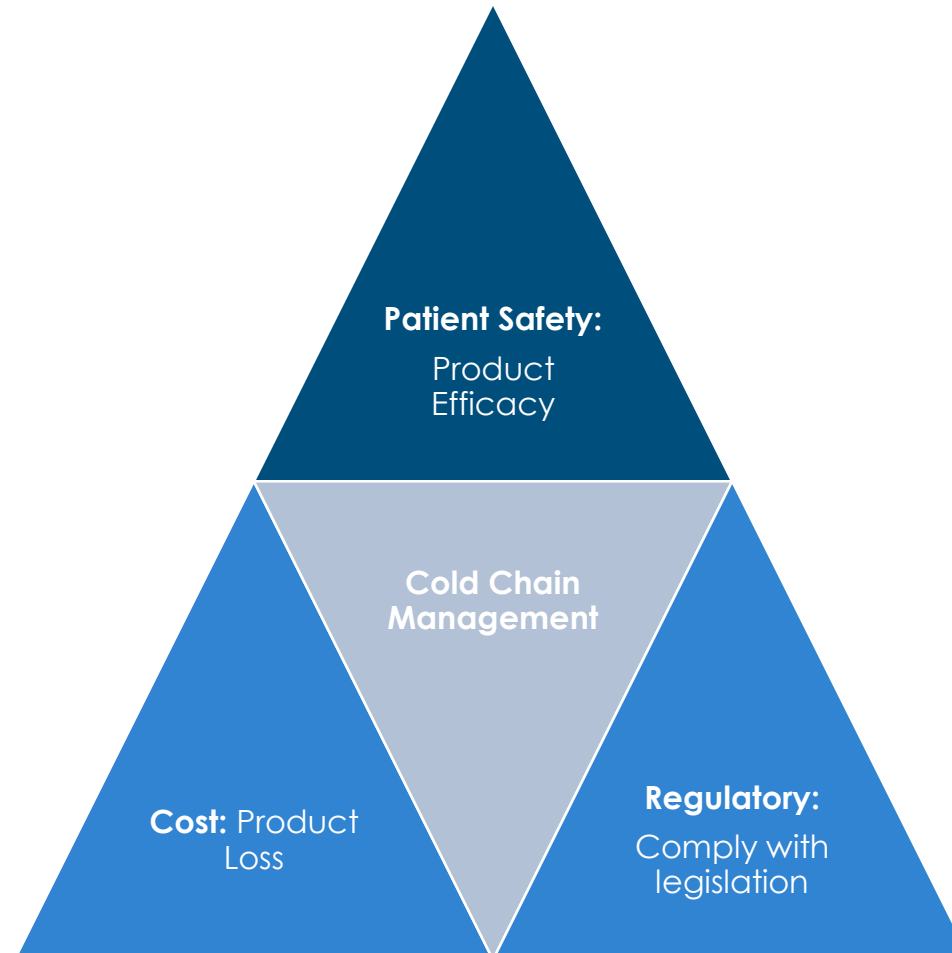 Patient Safety:
Product
Efficacy
Cold Chain
Management
Cost: Product
Loss
Regulatory:
Comply with
legislation